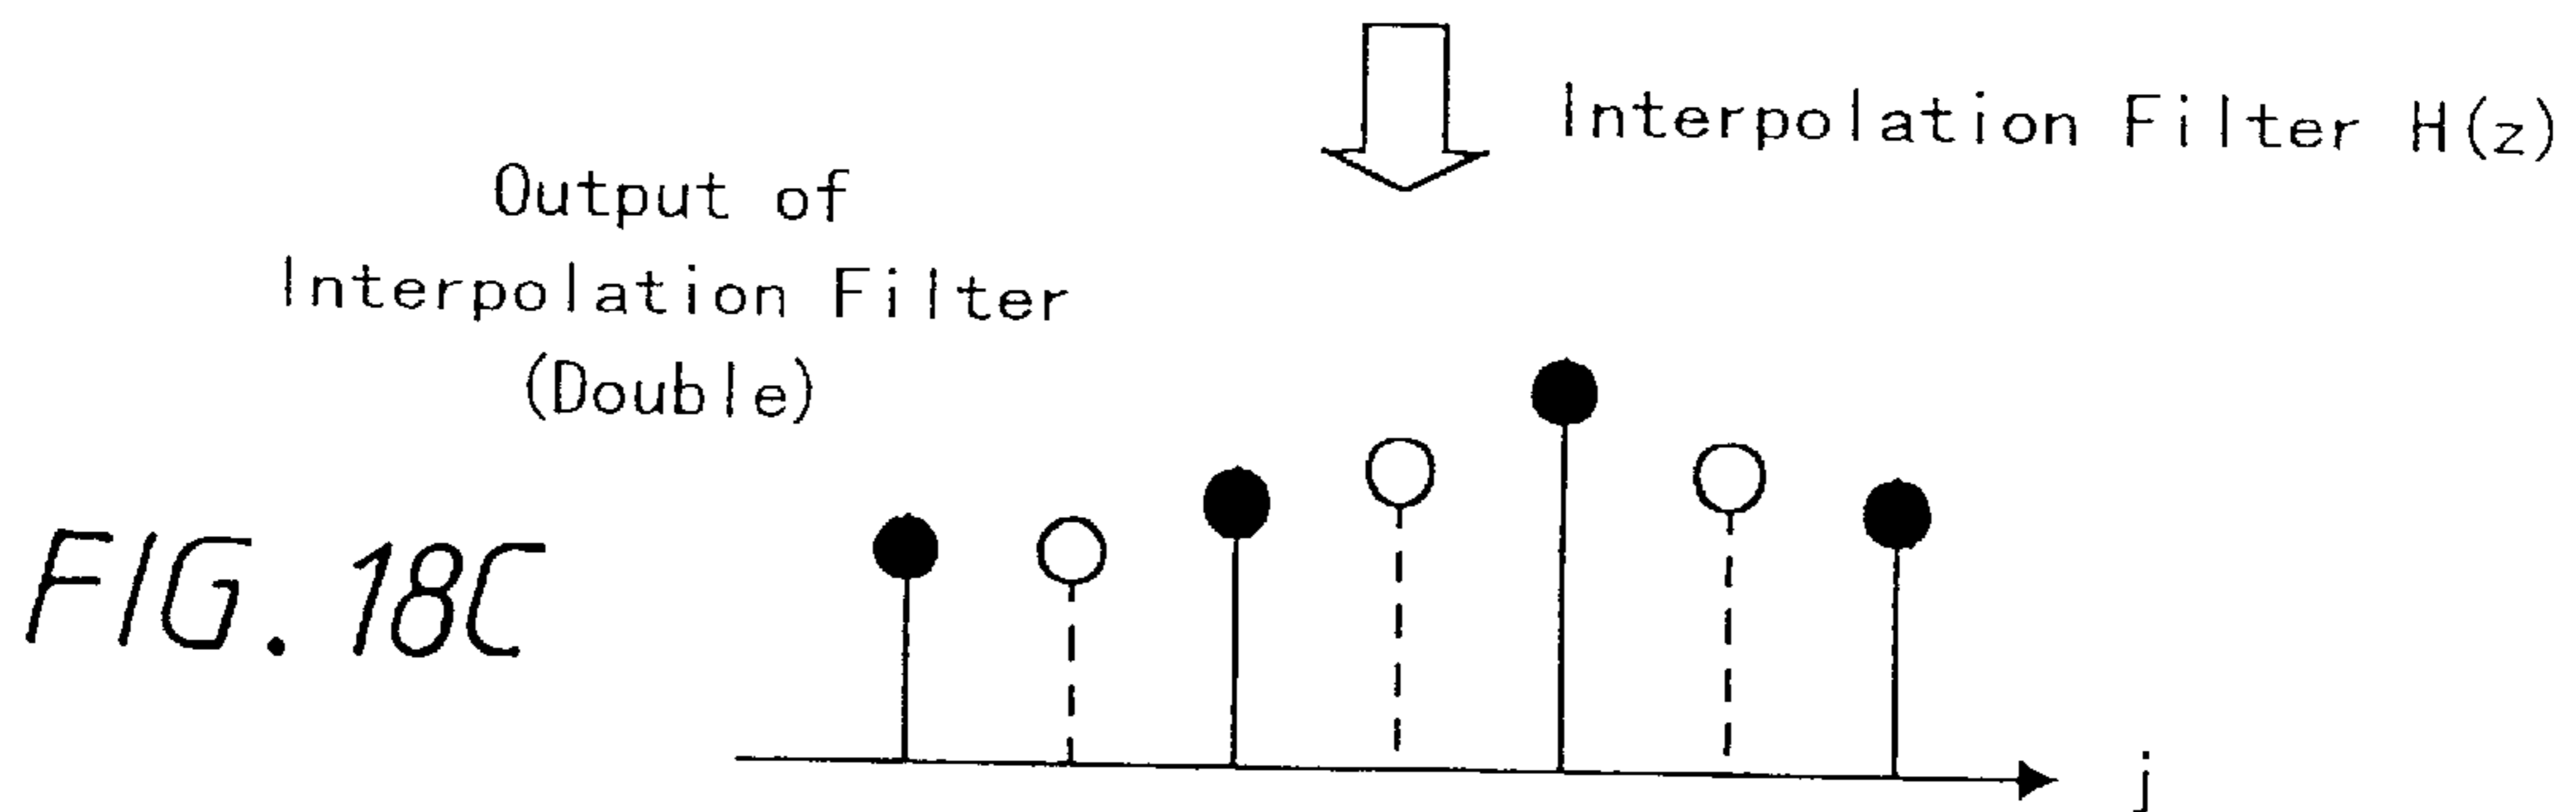 Interpolation Filter H(z)
Output of
Interpolation Filter
(Double)
FIG. 18C
j